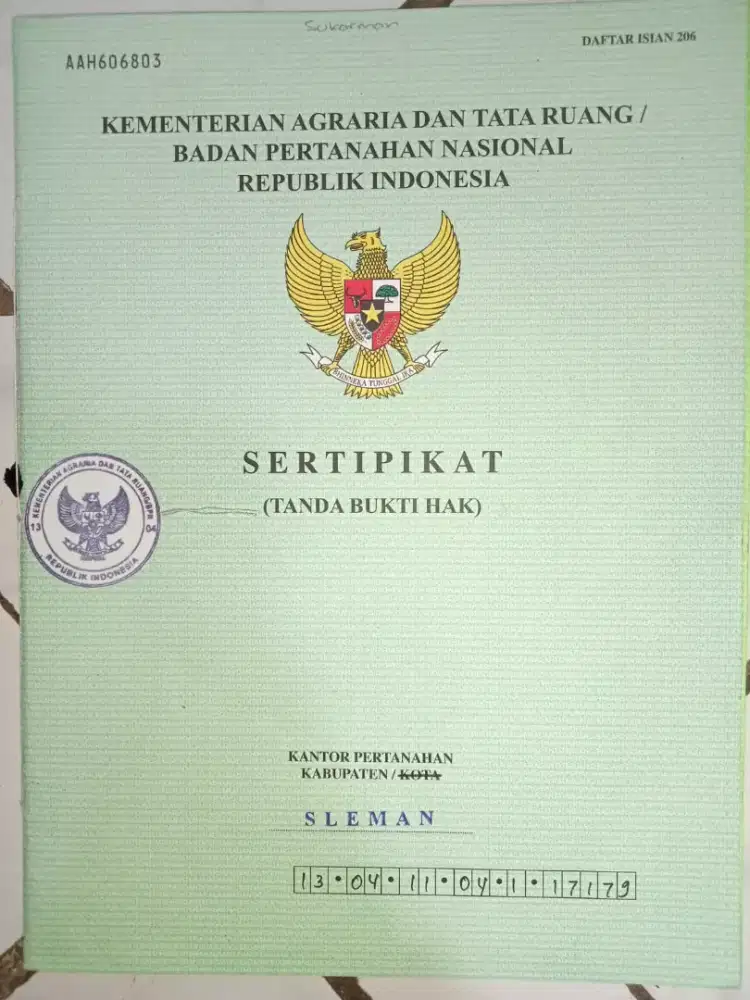 Sukarman
DAFTAR ISIAN 206
AAH606803
KEMENTERIAN AGRARIA DAN TATA RUANG /
BADAN PERTANAHAN NASIONAL
REPUBLIK INDONESIA
BHINNEKA TUNGGAL IKA
SERTIPIKAT
(TANDA BUKTI HAK)
KEMENTERIAN AGRARIA DAN TATA RUANG/BPN
13 04
REPUBLIK INDONESIA
KANTOR PERTANAHAN
KABUPATEN / KOTA
SLEMAN
13•04•11•04•1•17179